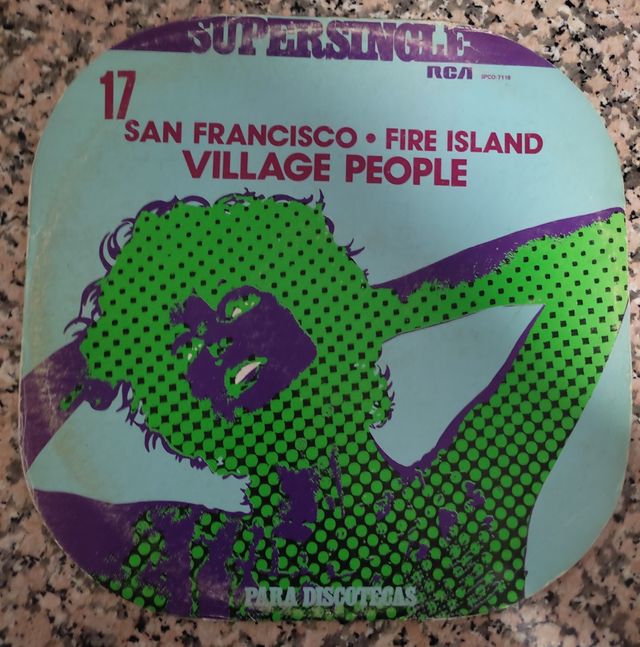 SUPERSINGLE
RCA SPCO-7118
17
SAN FRANCISCO • FIRE ISLAND
VILLAGE PEOPLE
PARA DISCOTECAS